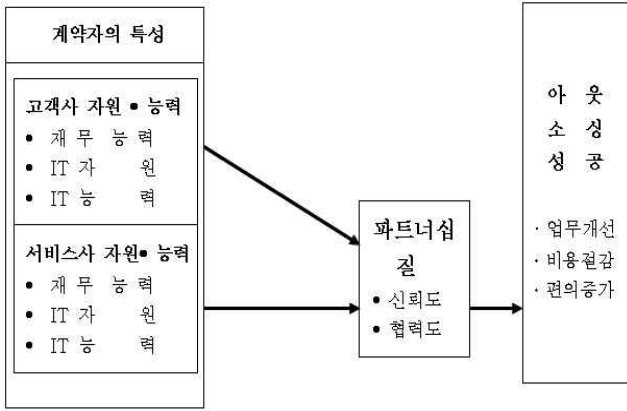 계약자의 특성
고객사 자원 • 능력
• 재 무 능 력
• IT 자 원
• IT 능 력
서비스사 자원• 능력
• 재 무 능 력
• IT 자 원
• IT 능 력
파트너십
질
• 신뢰도
• 협력도
아 웃
소 싱
성 공
· 업무개선
· 비용절감
· 편의증가